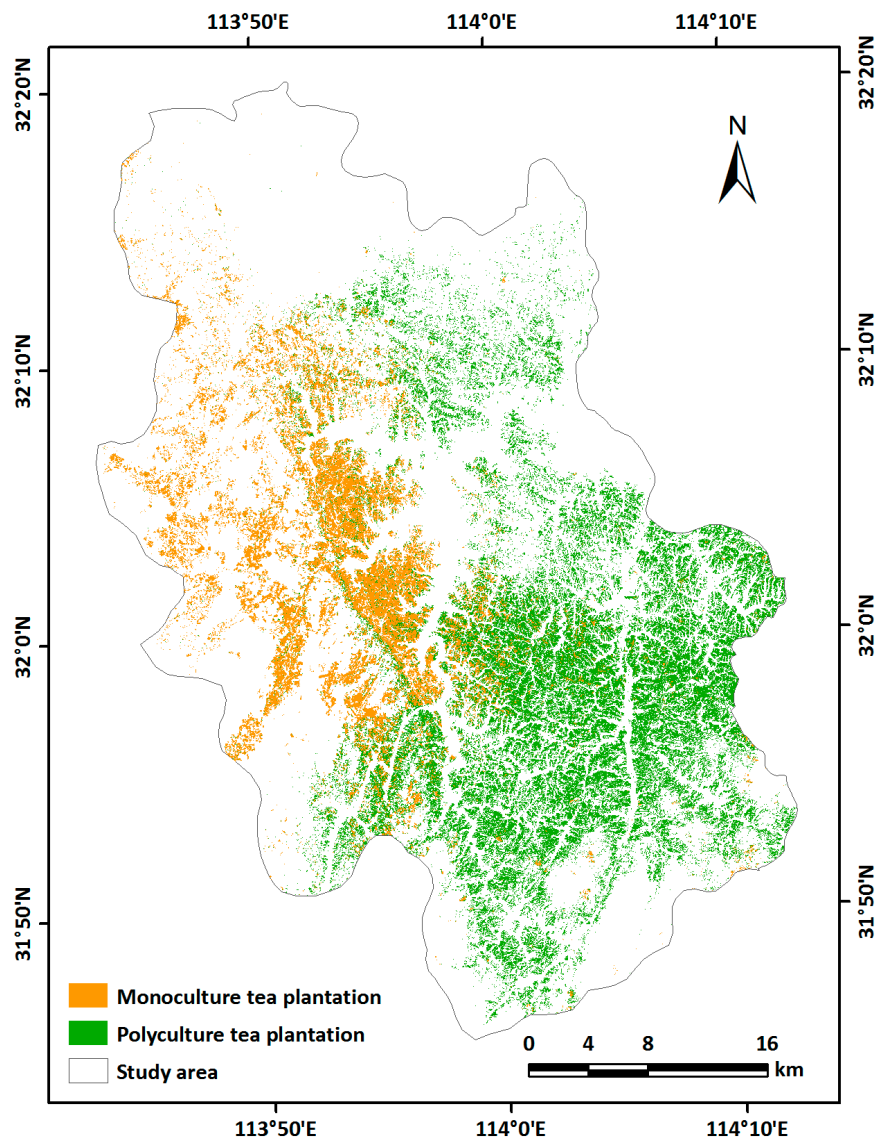 113°50'E 114°0'E 114°10'E
32°20'N
32°20'N
N
32°10'N
32°10'N
32°0'N
32°0'N
31°50'N
31°50'N
Monoculture tea plantation
Polyculture tea plantation
Study area
0 4 8 16
km
113°50'E 114°0'E 114°10'E